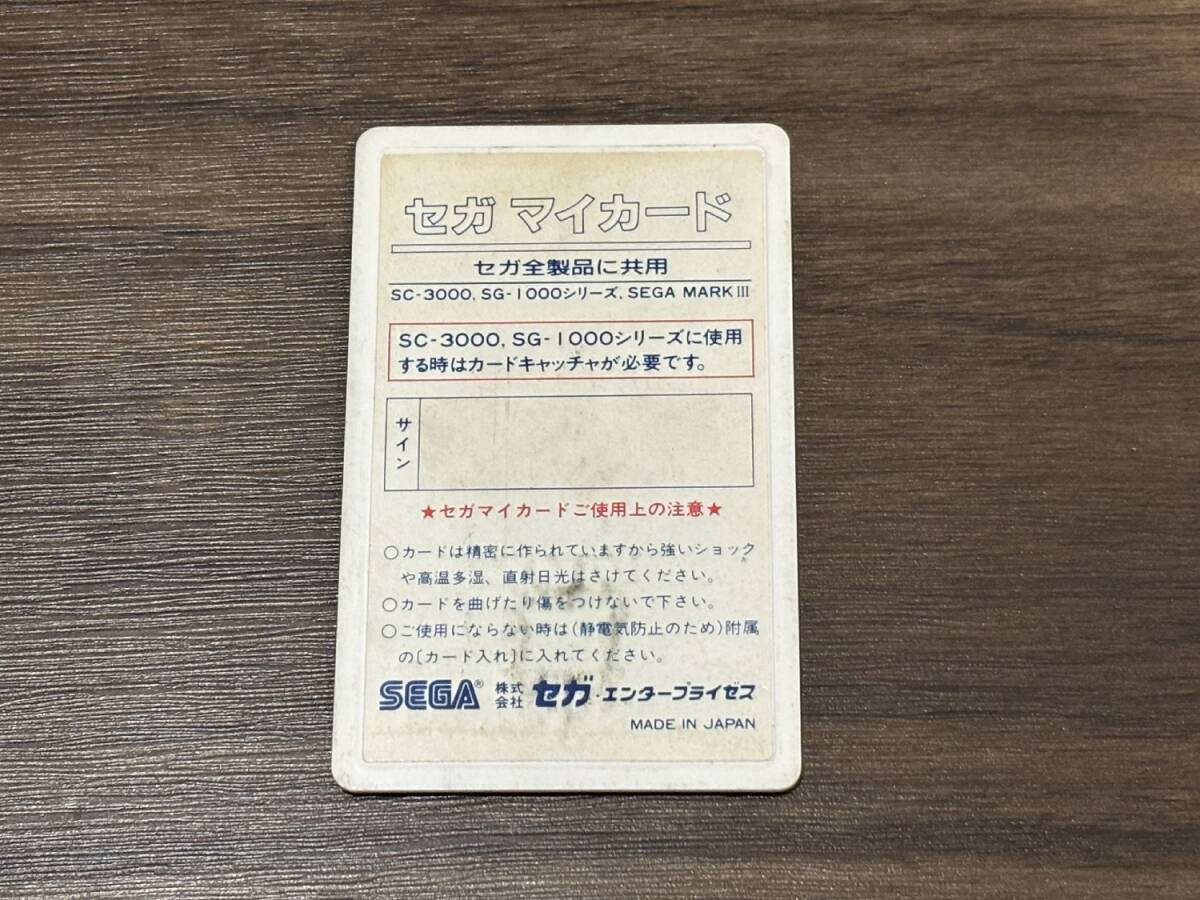 セガ マイカード
セガ全製品に共用
SC-3000, SG-1000シリーズ, SEGA MARK III
SC-3000, SG-1000シリーズに使用
する時はカードキャッチャが必要です。
サイン
★セガマイカードご使用上の注意★
○カードは精密に作られていますから強いショック
や高温多湿、直射日光はさけてください。
○カードを曲げたり傷をつけないで下さい。
○ご使用にならない時は(静電気防止のため)附属
の〔カード入れ〕に入れてください。
SEGA® 株式会社 セガ・エンタープライゼス
MADE IN JAPAN